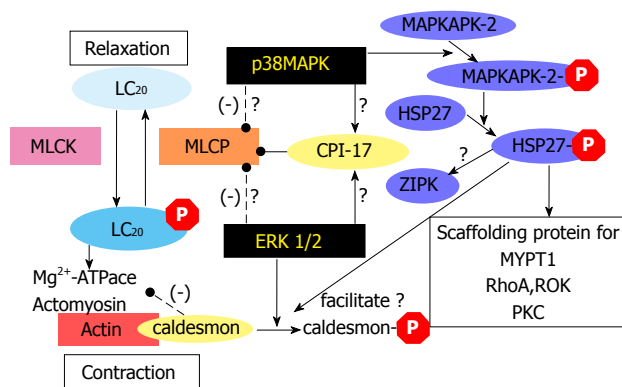 MAPKAPK-2
Relaxation
p38MAPK
MAPKAPK-2-P
LC20
(-) ?
?
HSP27
MLCK
MLCP
CPI-17
HSP27-P
?
ZIPK
P
(-) ?
?
LC20
ERK 1/2
Scaffolding protein for
MYPT1
RhoA,ROK
PKC
Mg2+-ATPace
Actomyosin
(-)
facilitate ?
Actin
caldesmon
caldesmon-P
Contraction